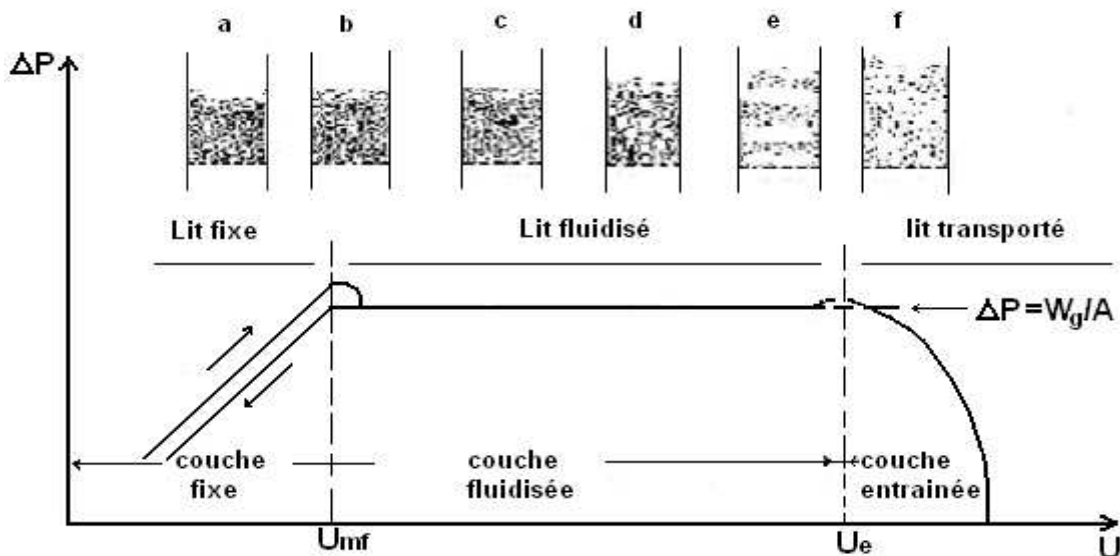 a b c d e f
ΔP
Lit fixe Lit fluidisé lit transporté
ΔP=Wg/A
couche fixe
couche fluidisée
couche entrainée
Umf Ue U